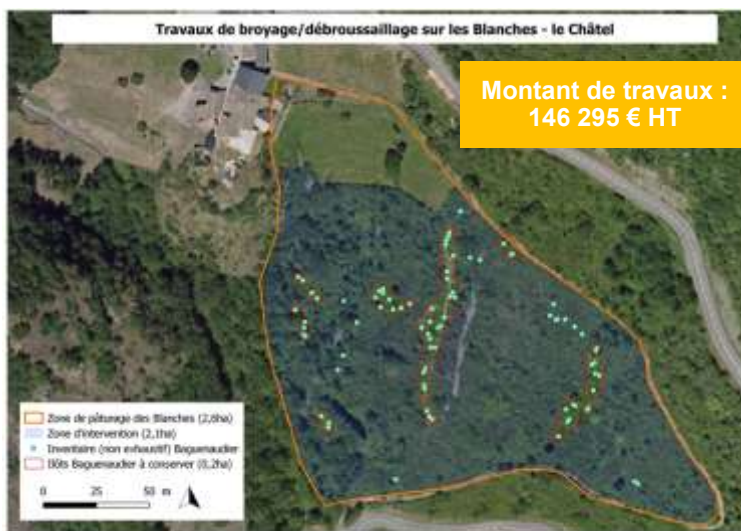 Travaux de broyage/débroussaillage sur les Blanches - le Châtel
Montant de travaux :
146 295 € HT
Zone de pâturage des Blanches (2,8ha)
Zone d'intervention (2,1ha)
Inventaire (non exhaustif) Baguenaudier
Ilôts Baguenaudier à conserver (0,2ha)
0 25 50 m